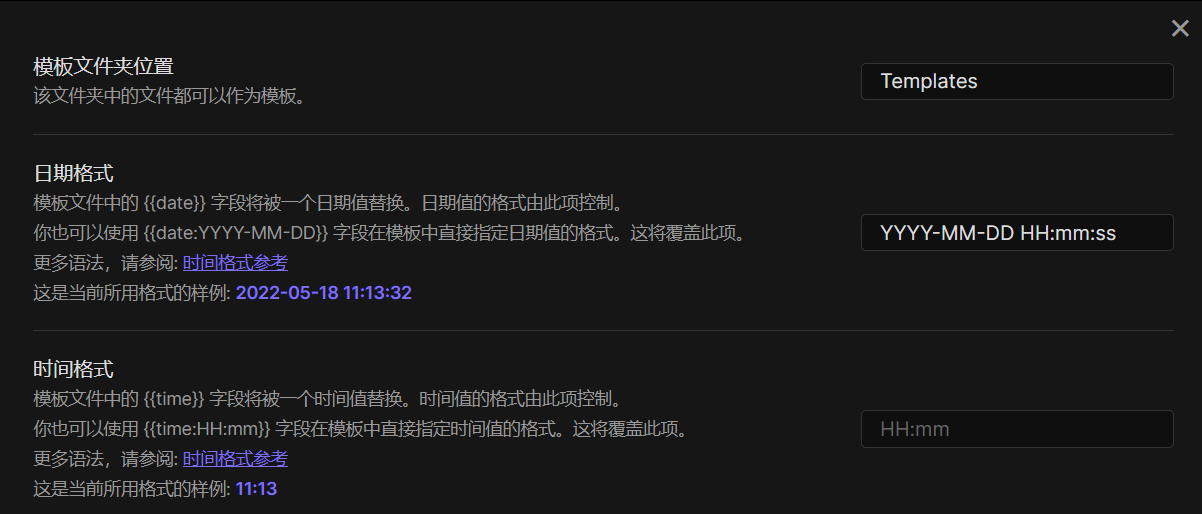 模板文件夹位置
该文件夹中的文件都可以作为模板。
Templates
日期格式
模板文件中的 {{date}} 字段将被一个日期值替换。日期值的格式由此项控制。
你也可以使用 {{date:YYYY-MM-DD}} 字段在模板中直接指定日期值的格式。这将覆盖此项。
更多语法，请参阅: 时间格式参考
这是当前所用格式的样例: 2022-05-18 11:13:32
YYYY-MM-DD HH:mm:ss
时间格式
模板文件中的 {{time}} 字段将被一个时间值替换。时间值的格式由此项控制。
你也可以使用 {{time:HH:mm}} 字段在模板中直接指定时间值的格式。这将覆盖此项。
更多语法，请参阅: 时间格式参考
这是当前所用格式的样例: 11:13
HH:mm